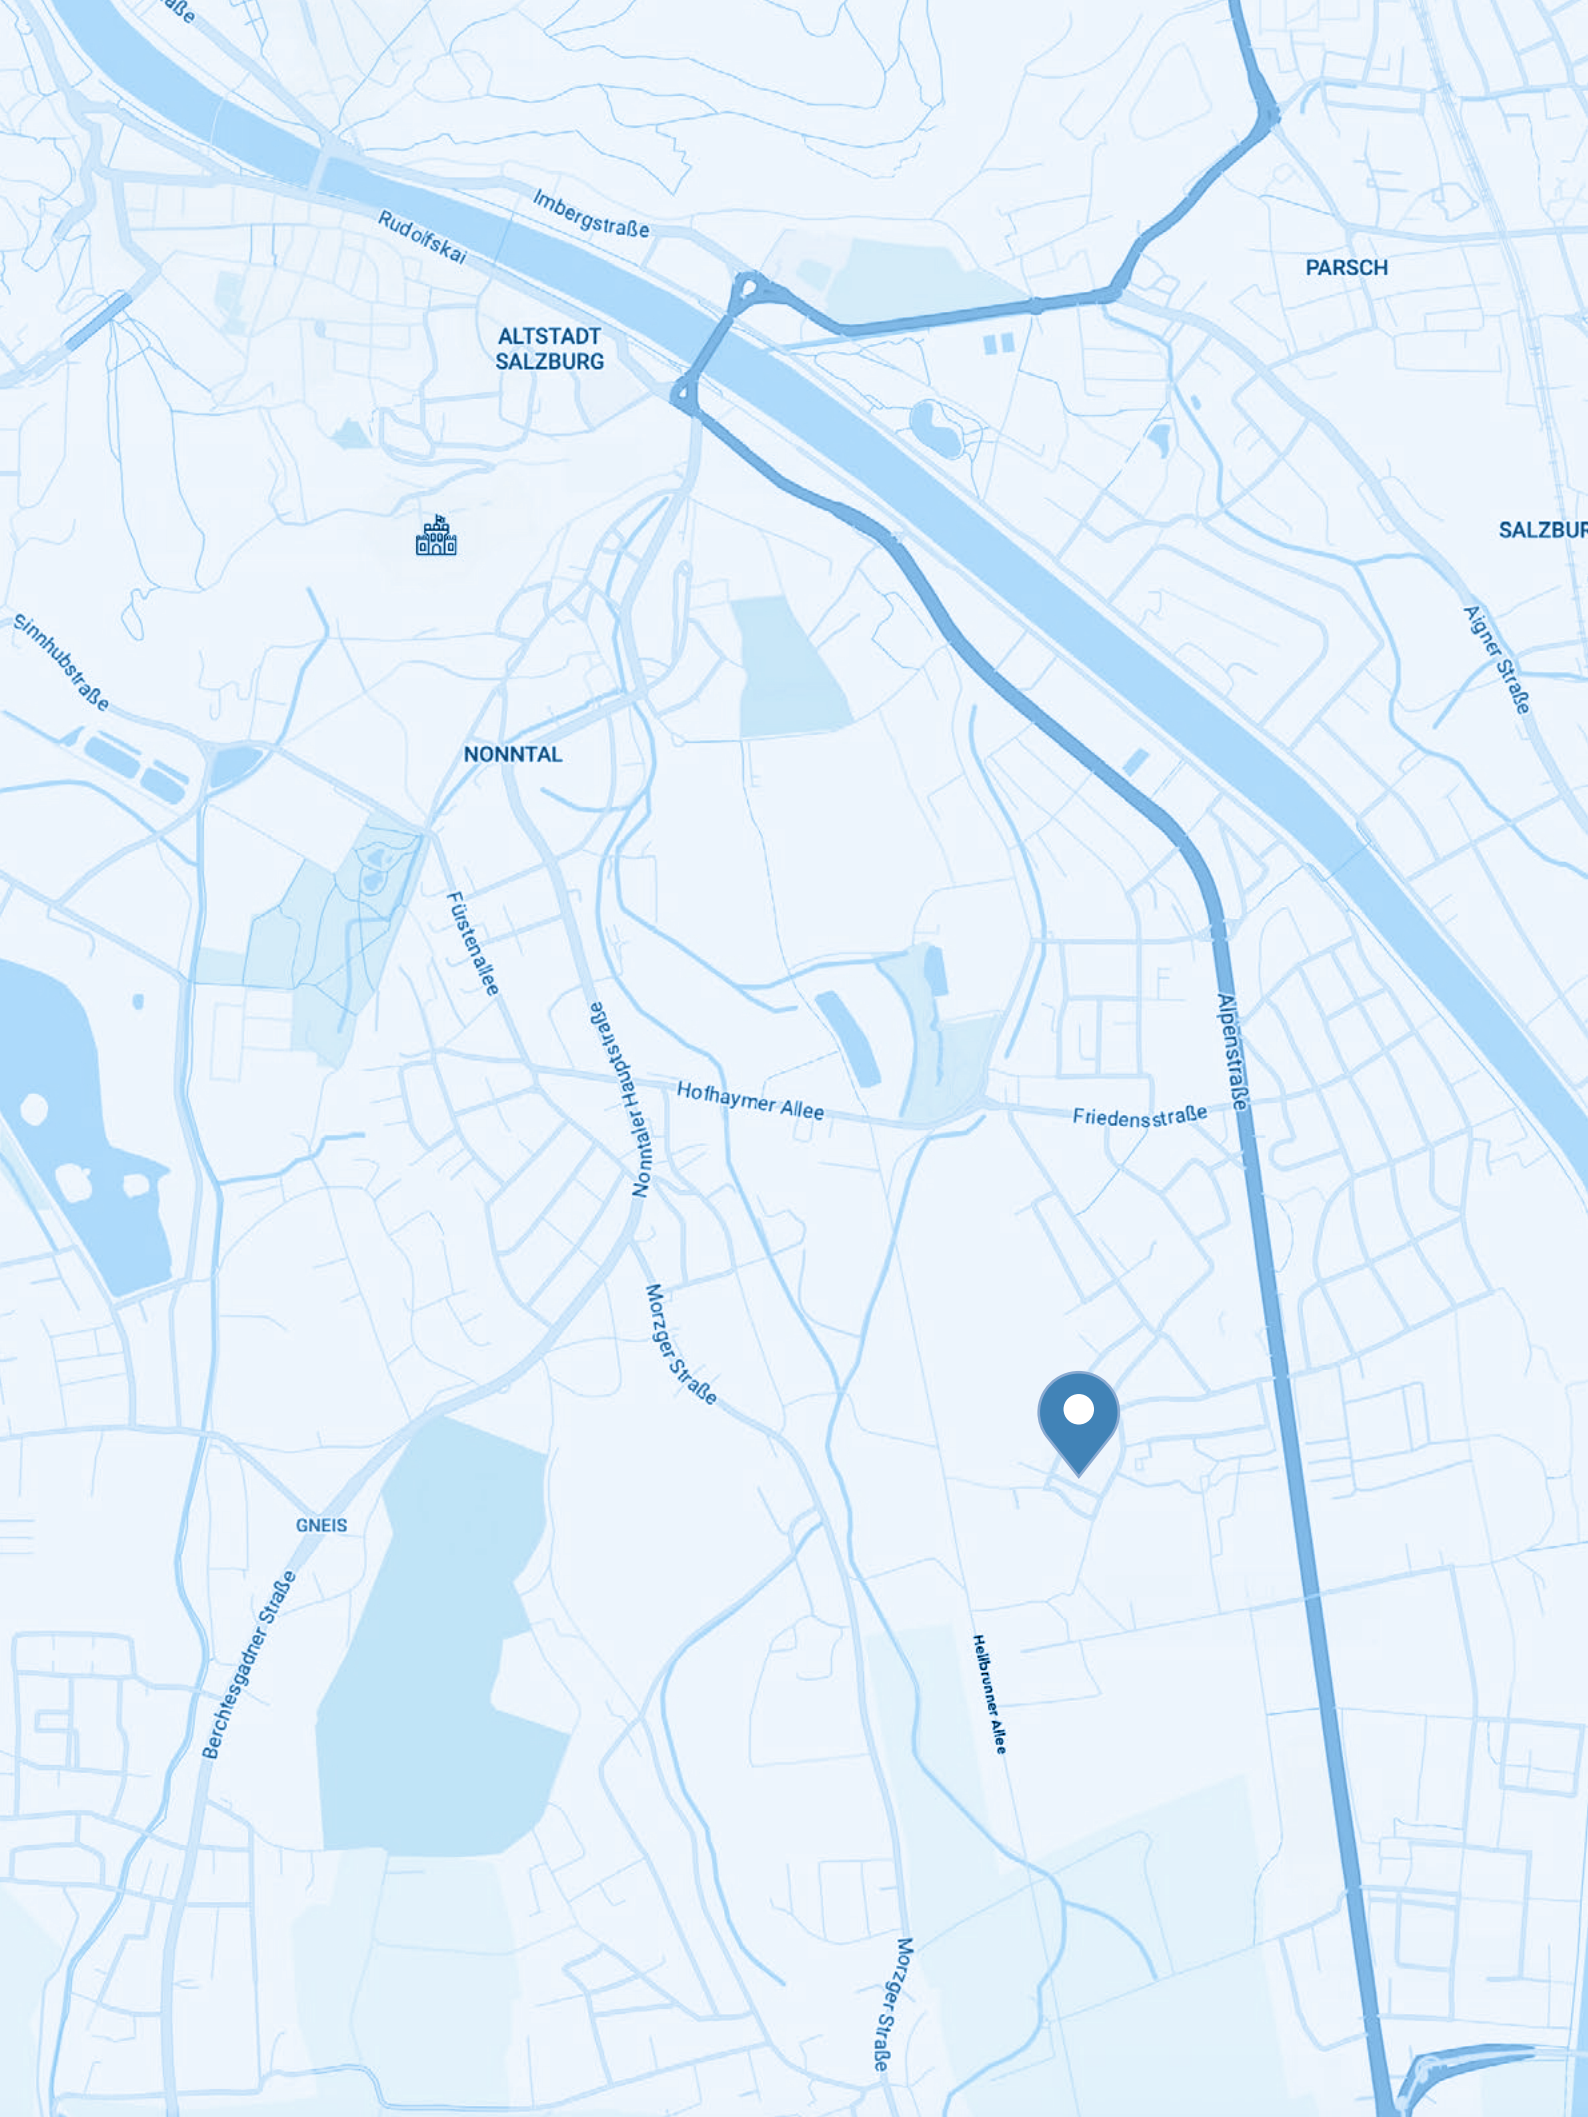 aße
Imbergstraße
Rudolfskai
PARSCH
ALTSTADT
SALZBURG
SALZBUR
Sinnhubstraße
Aigner Straße
NONNTAL
Fürstenallee
Nonntaler Hauptstraße
Alpenstraße
Hofhaymer Allee
Friedensstraße
Morzger Straße
GNEIS
Berchtesgadner Straße
Hellbrunner Allee
Morzger Straße